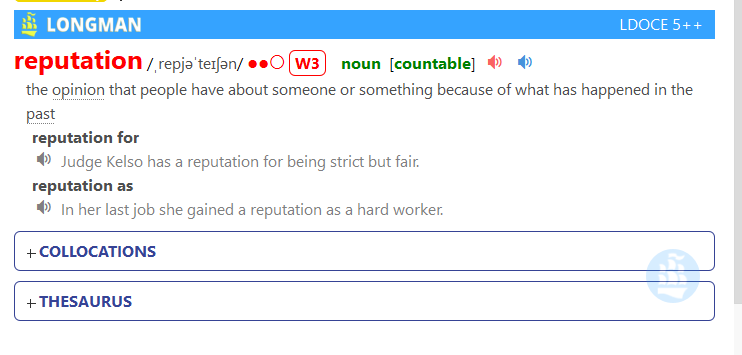 LONGMAN LDOCE 5++
reputation /ˌrepjəˈteɪʃən/ ●●○ W3 noun [countable]
the opinion that people have about someone or something because of what has happened in the
past
reputation for
Judge Kelso has a reputation for being strict but fair.
reputation as
In her last job she gained a reputation as a hard worker.
+COLLOCATIONS
+THESAURUS